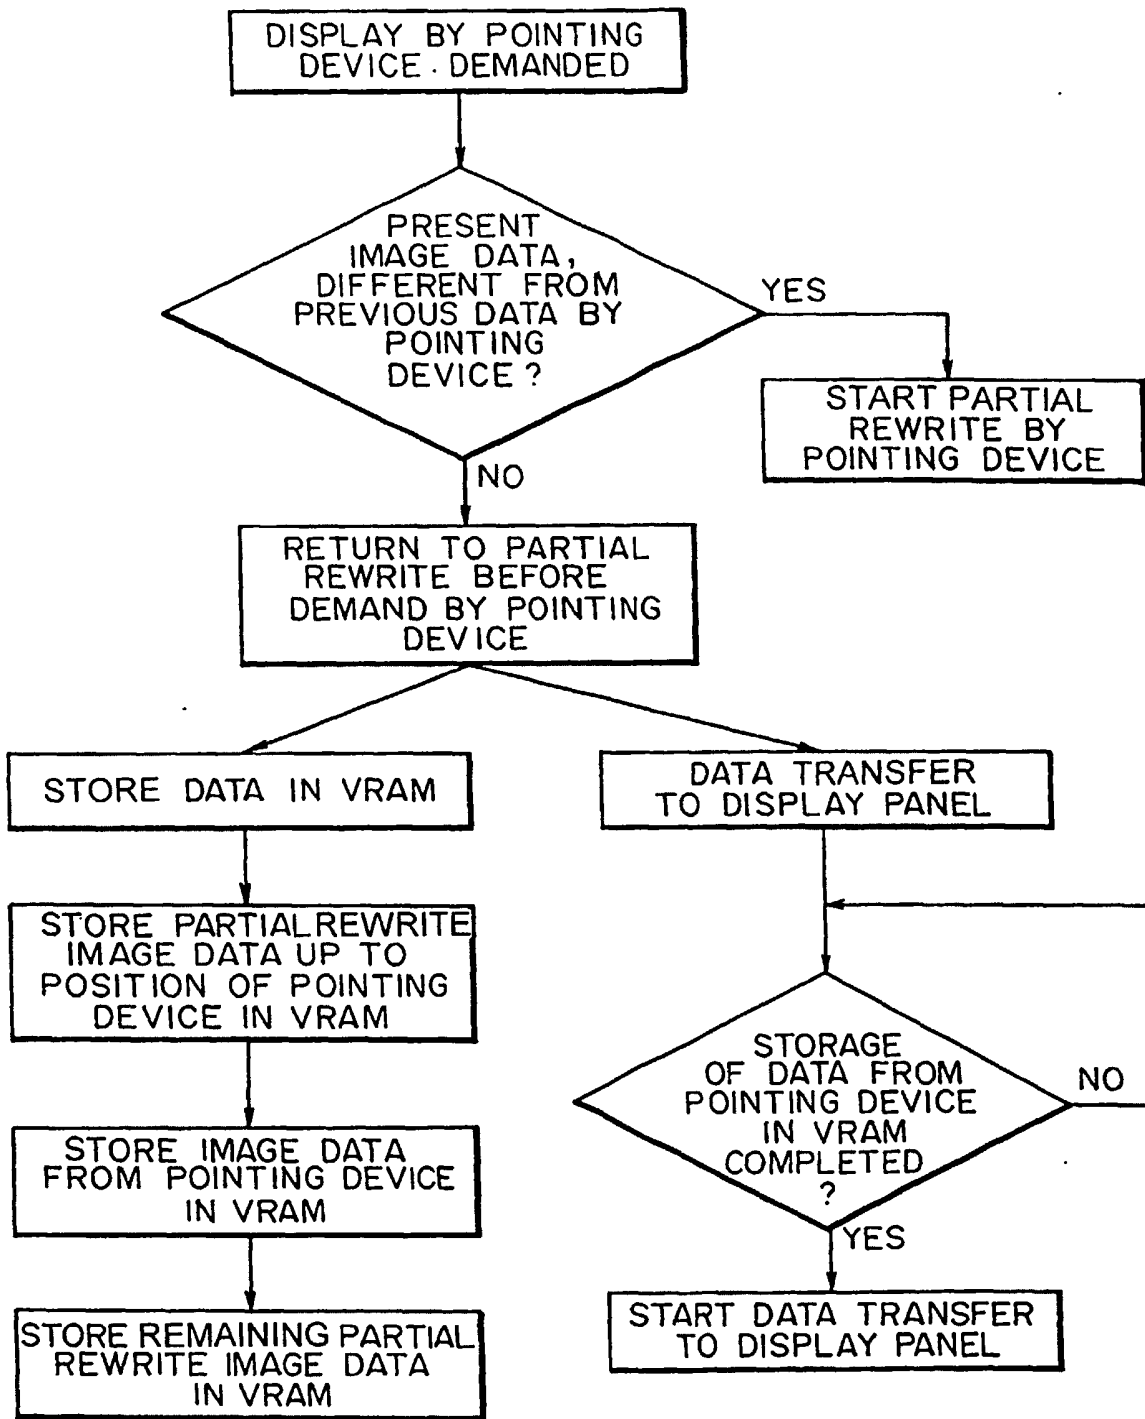 DISPLAY BY POINTING
DEVICE. DEMANDED
PRESENT
IMAGE DATA,
DIFFERENT FROM
PREVIOUS DATA BY
POINTING
DEVICE ?
YES
START PARTIAL
REWRITE BY
POINTING DEVICE
NO
RETURN TO PARTIAL
REWRITE BEFORE
DEMAND BY POINTING
DEVICE
STORE DATA IN VRAM
STORE PARTIAL REWRITE
IMAGE DATA UP TO
POSITION OF POINTING
DEVICE IN VRAM
STORE IMAGE DATA
FROM POINTING DEVICE
IN VRAM
STORE REMAINING PARTIAL
REWRITE IMAGE DATA
IN VRAM
DATA TRANSFER
TO DISPLAY PANEL
STORAGE
OF DATA FROM
POINTING DEVICE
IN VRAM
COMPLETED
?
NO
YES
START DATA TRANSFER
TO DISPLAY PANEL